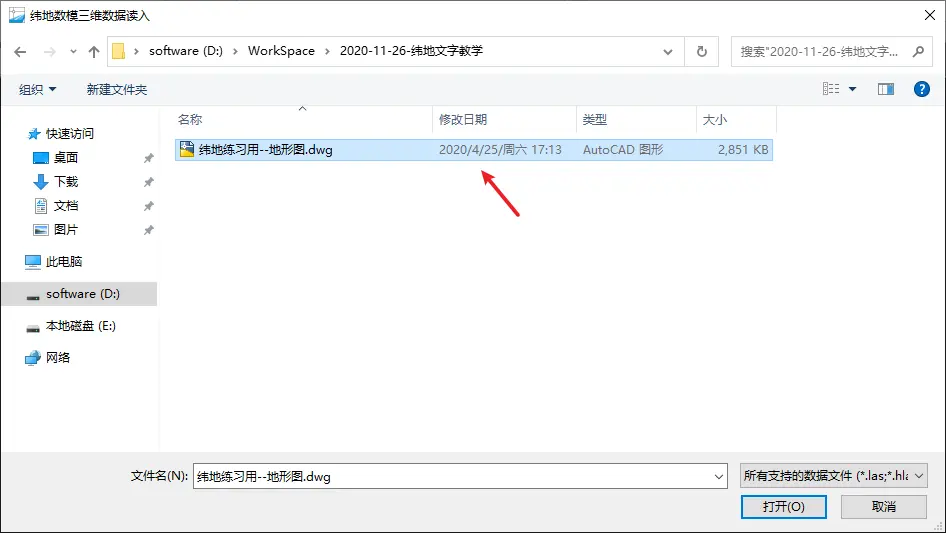 纬地数模三维数据读入
software (D:) › WorkSpace › 2020-11-26-纬地文字教学
搜索"2020-11-26-纬地文字...
组织 新建文件夹
名称 修改日期 类型 大小
纬地练习用--地形图.dwg 2020/4/25/周六 17:13 AutoCAD 图形 2,851 KB
快速访问
桌面
下载
文档
图片
此电脑
software (D:)
本地磁盘 (E:)
网络
文件名(N): 纬地练习用--地形图.dwg 所有支持的数据文件 (*.las;*.hla
打开(O) 取消